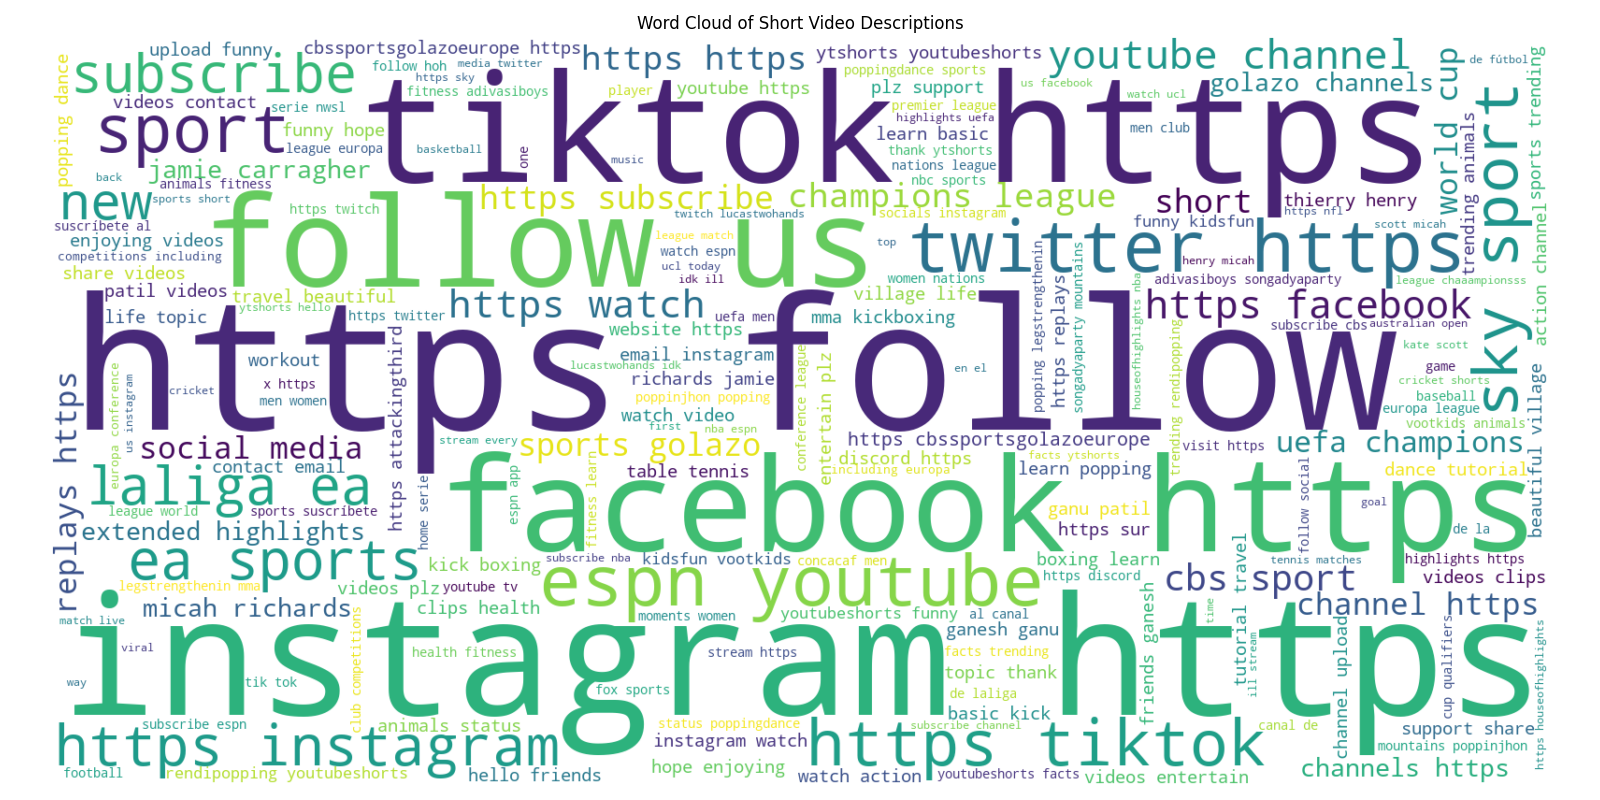 Word Cloud of Short Video Descriptions
upload funny
cbssportsgolazoeurope https
https https
ytshorts youtubeshorts
youtube channel
de fútbol
subscribe
follow hoh
media twitter
https sky
poppingdance sports
us facebook
golazo channels
world cup
popping dance
videos contact
serie nwsl
fitness adivasiboys
player
youtube https
plz support
premier league
highlights uefa
watch ucl
sports trending
sport
tiktok https
funny hope
league europa
basketball
one
music
learn basic
thank ytshorts
nations league
nbc sports
men club
trending animals
sky sport
jamie carragher
back
animals fitness
new
sports short
https twitch
https subscribe
champions league
short
thierry henry
https nfl
suscríbete al
enjoying videos
competitions including
share videos
follow us
twitch lucastwohands
league match
watch espn
ucl today
idk ill
socials instagram
top
twitter https
funny kidsfun
scott micah
henry micah
action channel
women nations
adivasiboys songadyaparty
league chaaampionsss
patil videos
travel beautiful
ytshorts hello
https twitter
https watch
uefa men
village life
mma kickboxing
popping legstrengthenin
https replays
songadyaparty mountains
houseofhighlights nba
https facebook
life topic
website https
subscribe cbs
australian open
kate scott
https follow
workout
x https
men women
cricket
https attackingthird
email instagram
lucastwohands idk
richards jamie
poppinjhon popping
watch video
first
nba espn
conference league
entertain plz
en el
trending rendipopping
game
cricket shorts
baseball
europa league
vootkids animals
replays https
europa conference
us instagram
social media
stream every
sports golazo
https cbssportsgolazoeurope
visit https
uefa champions
beautiful village
contact email
laliga ea
league world
sports suscríbete
home serie
espn app
fitness learn
table tennis
discord https
including europa
facts ytshorts
learn popping
facebook https
dance tutorial
follow social
goal
ganu patil
https sur
de la
extended highlights
ea sports
kick boxing
subscribe nba
kidsfun vootkids
concacaf men
boxing learn
https discord
tennis matches
highlights https
legstrengthenin mma
videos plz
youtube tv
espn youtube
cbs sport
videos clips
micah richards
clips health
moments women
youtubeshorts funny
al canal
friends ganesh
tutorial travel
time
channel https
match live
viral
club competitions
instagram https
health fitness
stream https
ganesh ganu
facts trending
topic thank
ill stream
channel upload
cup qualifiers
https houseofhighlights
way
tik tok
fox sports
de laliga
basic kick
subscribe espn
animals status
status poppingdance
subscribe channel
canal de
support share
https instagram
instagram watch
https tiktok
mountains poppinjhon
football
rendipopping youtubeshorts
hello friends
hope enjoying
watch action
youtubeshorts facts
videos entertain
channels https